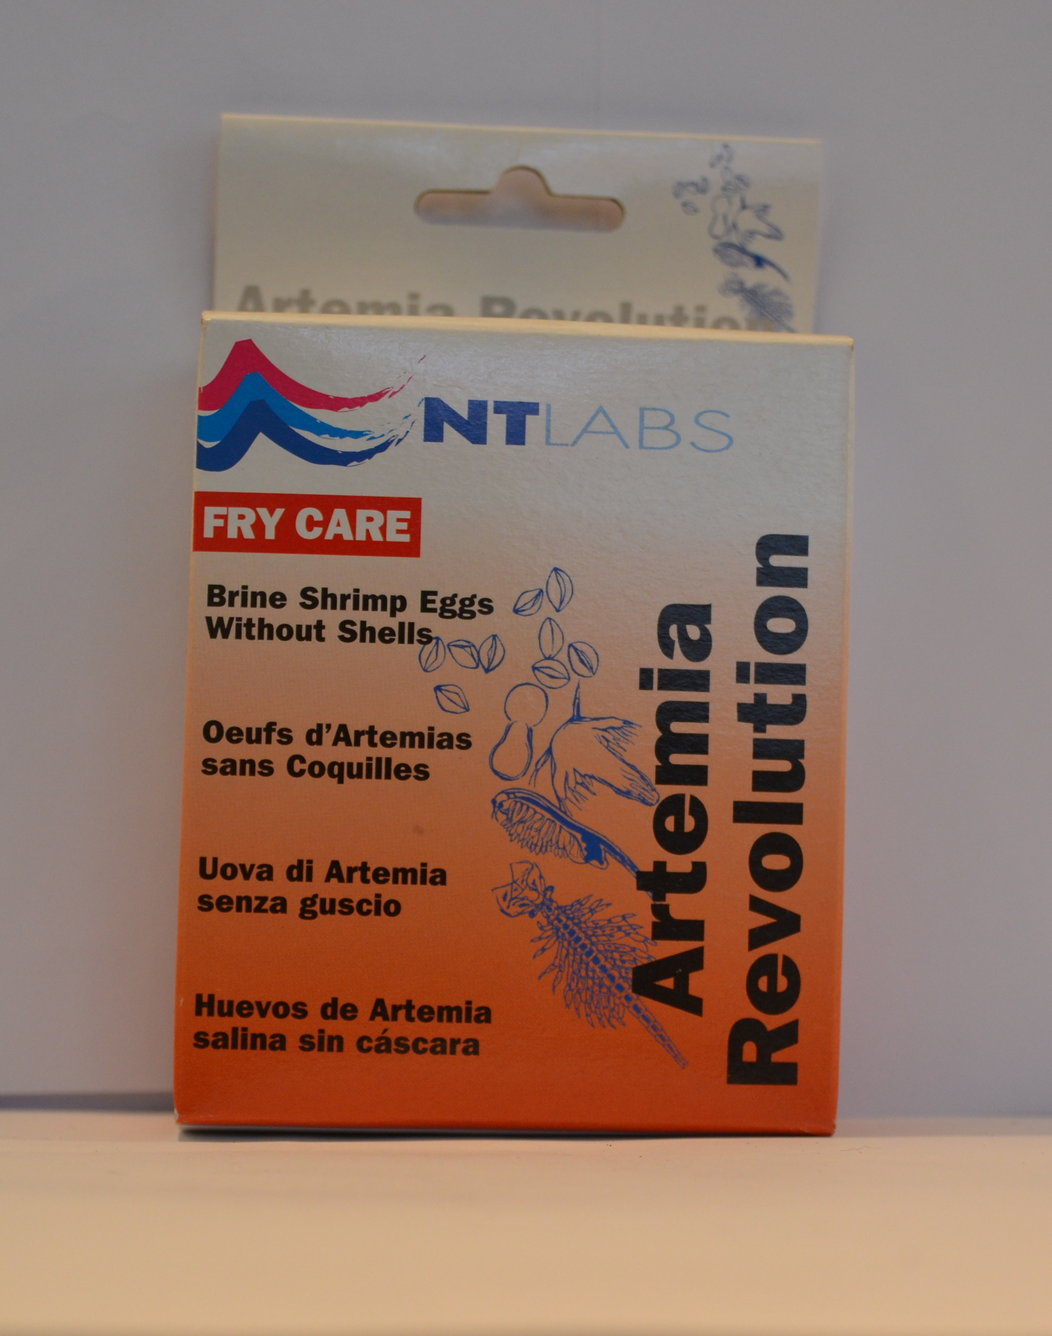 Artemia Revolution
NTLABS
FRY CARE
Brine Shrimp Eggs
Without Shells
Oeufs d'Artemias
sans Coquilles
Uova di Artemia
senza guscio
Huevos de Artemia
salina sin cáscara
Artemia
Revolution